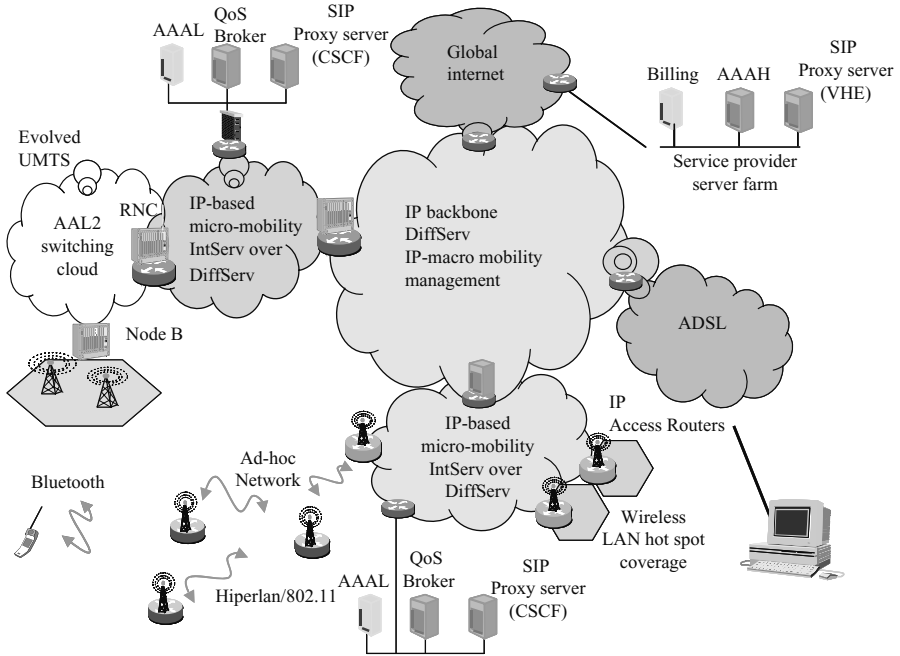 AAAL
QoS
Broker
SIP
Proxy server
(CSCF)
Global
internet
Billing
AAAH
SIP
Proxy server
(VHE)
Service provider
server farm
Evolved
UMTS
RNC
AAL2
switching
cloud
IP-based
micro-mobility
IntServ over
DiffServ
IP backbone
DiffServ
IP-macro mobility
management
ADSL
Node B
IP
Access Routers
IP-based
micro-mobility
IntServ over
DiffServ
Ad-hoc
Network
Bluetooth
Wireless
LAN hot spot
coverage
Hiperlan/802.11
AAAL
QoS
Broker
SIP
Proxy server
(CSCF)